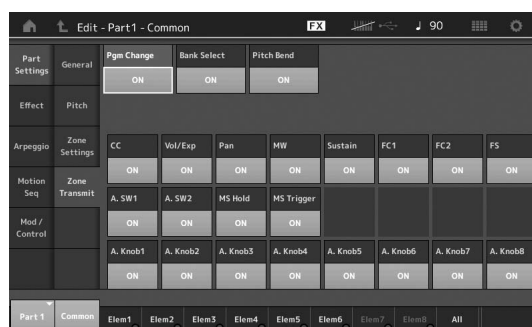 Edit - Part1 - Common FX 90
Part Settings
General
Pgm Change Bank Select Pitch Bend
ON ON ON
Effect
Pitch
Arpeggio
Zone Settings
CC Vol/Exp Pan MW Sustain FC1 FC2 FS
ON ON ON ON ON ON ON ON
Motion Seq
Zone Transmit
A. SW1 A. SW2 MS Hold MS Trigger
ON ON ON ON
Mod / Control
A. Knob1 A. Knob2 A. Knob3 A. Knob4 A. Knob5 A. Knob6 A. Knob7 A. Knob8
ON ON ON ON ON ON ON ON
Part 1 Common Elem1 Elem2 Elem3 Elem4 Elem5 Elem6 Elem7 Elem8 All